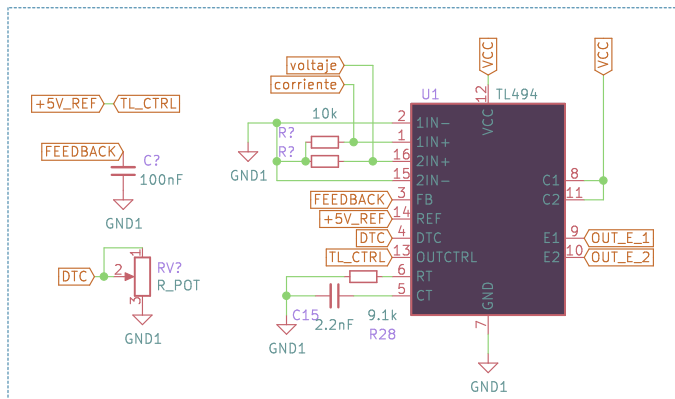 VCC
VCC
voltaje
corriente
U1
TL494
+5V_REF
TL_CTRL
10k
12
VCC
2
1IN-
R?
1
1IN+
FEEDBACK
C?
100nF
R?
16
2IN+
GND1
15
2IN-
8
C1
FEEDBACK
3
FB
11
C2
GND1
+5V_REF
14
REF
DTC
4
DTC
9
E1
OUT_E_1
1
TL_CTRL
13
OUTCTRL
10
E2
OUT_E_2
DTC
2
RV?
R_POT
6
RT
3
5
CT
GND
C15
2.2nF
9.1k
R28
7
GND1
GND1
GND1